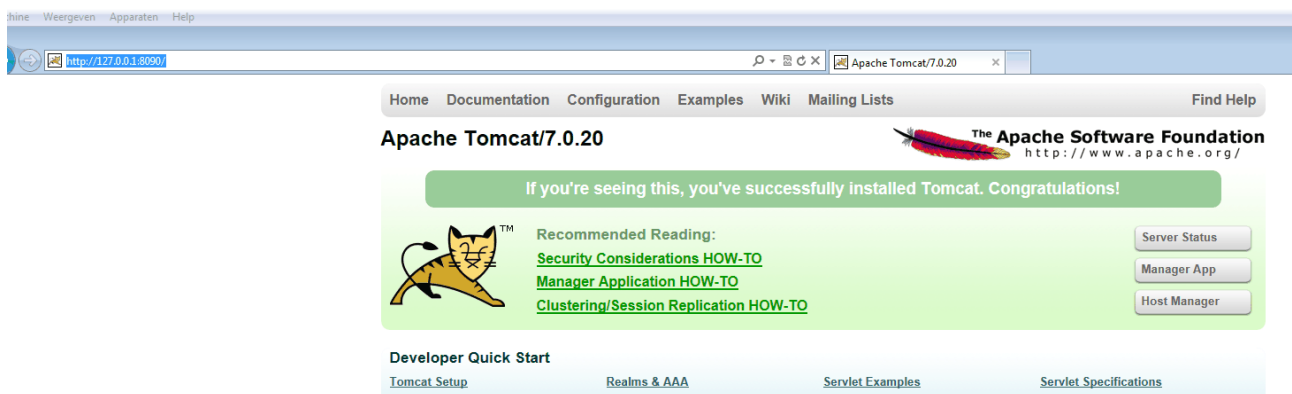 hine Weergeven Apparaten Help
http://127.0.0.1:8090/ Apache Tomcat/7.0.20
Home Documentation Configuration Examples Wiki Mailing Lists Find Help
Apache Tomcat/7.0.20
The Apache Software Foundation
http://www.apache.org/
If you're seeing this, you've successfully installed Tomcat. Congratulations!
TM
Recommended Reading:
Security Considerations HOW-TO
Manager Application HOW-TO
Clustering/Session Replication HOW-TO
Server Status
Manager App
Host Manager
Developer Quick Start
Tomcat Setup Realms & AAA Servlet Examples Servlet Specifications